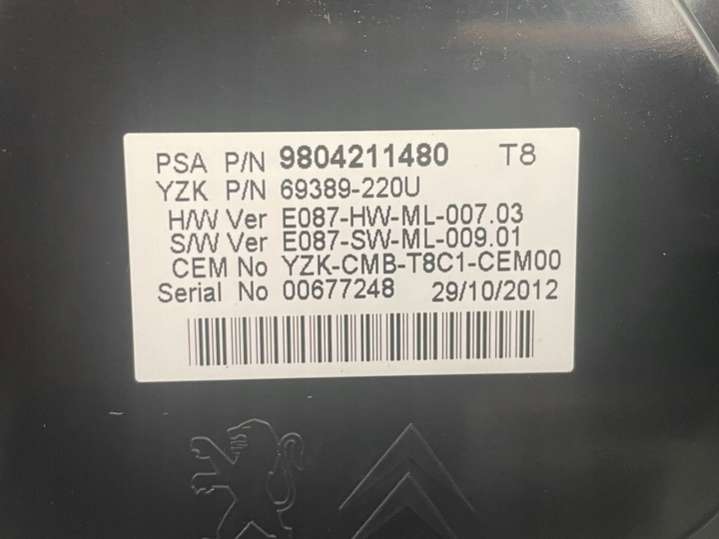 PSA P/N 9804211480 T8
YZK P/N 69389-220U
H/W Ver E087-HW-ML-007.03
S/W Ver E087-SW-ML-009.01
CEM No YZK-CMB-T8C1-CEM00
Serial No 00677248 29/10/2012